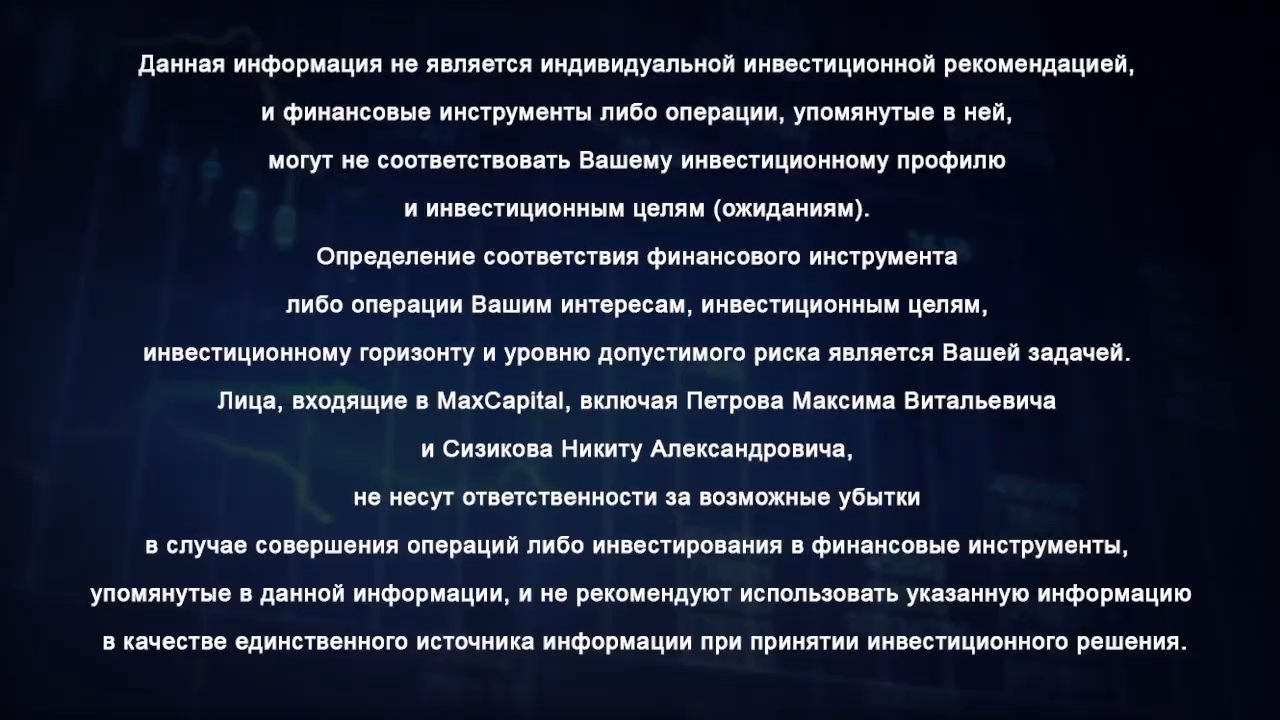 Данная информация не является индивидуальной инвестиционной рекомендацией,
и финансовые инструменты либо операции, упомянутые в ней,
могут не соответствовать Вашему инвестиционному профилю
и инвестиционным целям (ожиданиям).
Определение соответствия финансового инструмента
либо операции Вашим интересам, инвестиционным целям,
инвестиционному горизонту и уровню допустимого риска является Вашей задачей.
Лица, входящие в MaxCapital, включая Петрова Максима Витальевича
и Сизикова Никиту Александровича,
не несут ответственности за возможные убытки
в случае совершения операций либо инвестирования в финансовые инструменты,
упомянутые в данной информации, и не рекомендуют использовать указанную информацию
в качестве единственного источника информации при принятии инвестиционного решения.